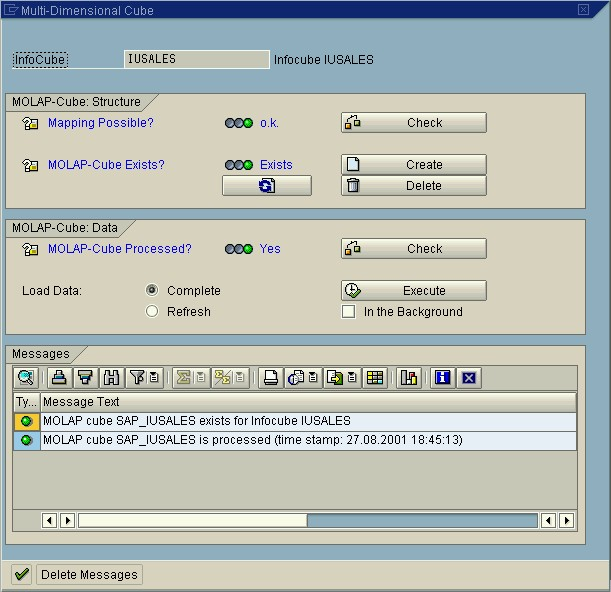 Multi-Dimensional Cube
InfoCube IUSALES Infocube IUSALES
MOLAP-Cube: Structure
Mapping Possible? o.k. Check
MOLAP-Cube Exists? Exists Create
Delete
MOLAP-Cube: Data
MOLAP-Cube Processed? Yes Check
Load Data: Complete Execute
Refresh In the Background
Messages
Ty... Message Text
MOLAP cube SAP_IUSALES exists for Infocube IUSALES
MOLAP cube SAP_IUSALES is processed (time stamp: 27.08.2001 18:45:13)
Delete Messages